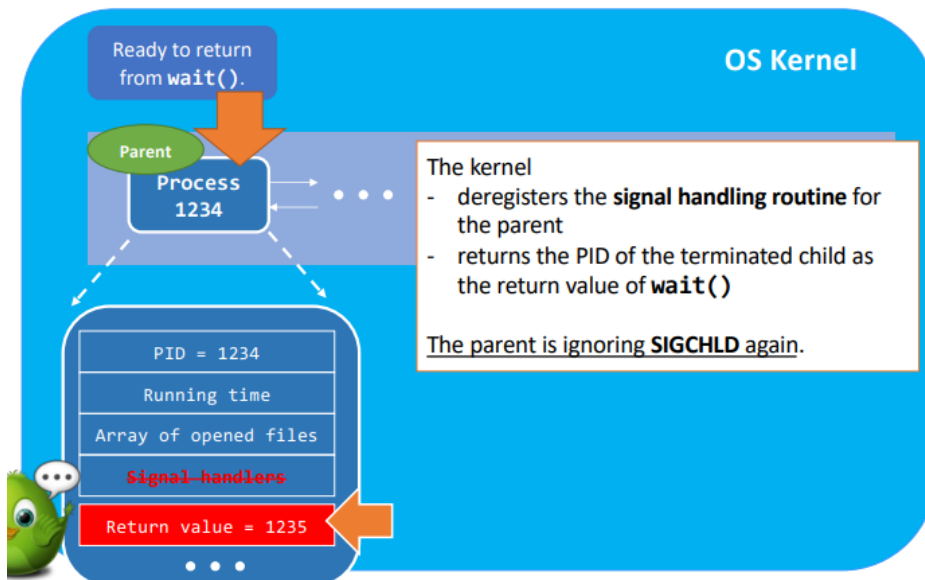 Ready to return
from wait().
OS Kernel
Parent
Process
1234
The kernel
- deregisters the signal handling routine for
the parent
- returns the PID of the terminated child as
the return value of wait()
The parent is ignoring SIGCHLD again.
PID = 1234
Running time
Array of opened files
Signal handlers
Return value = 1235